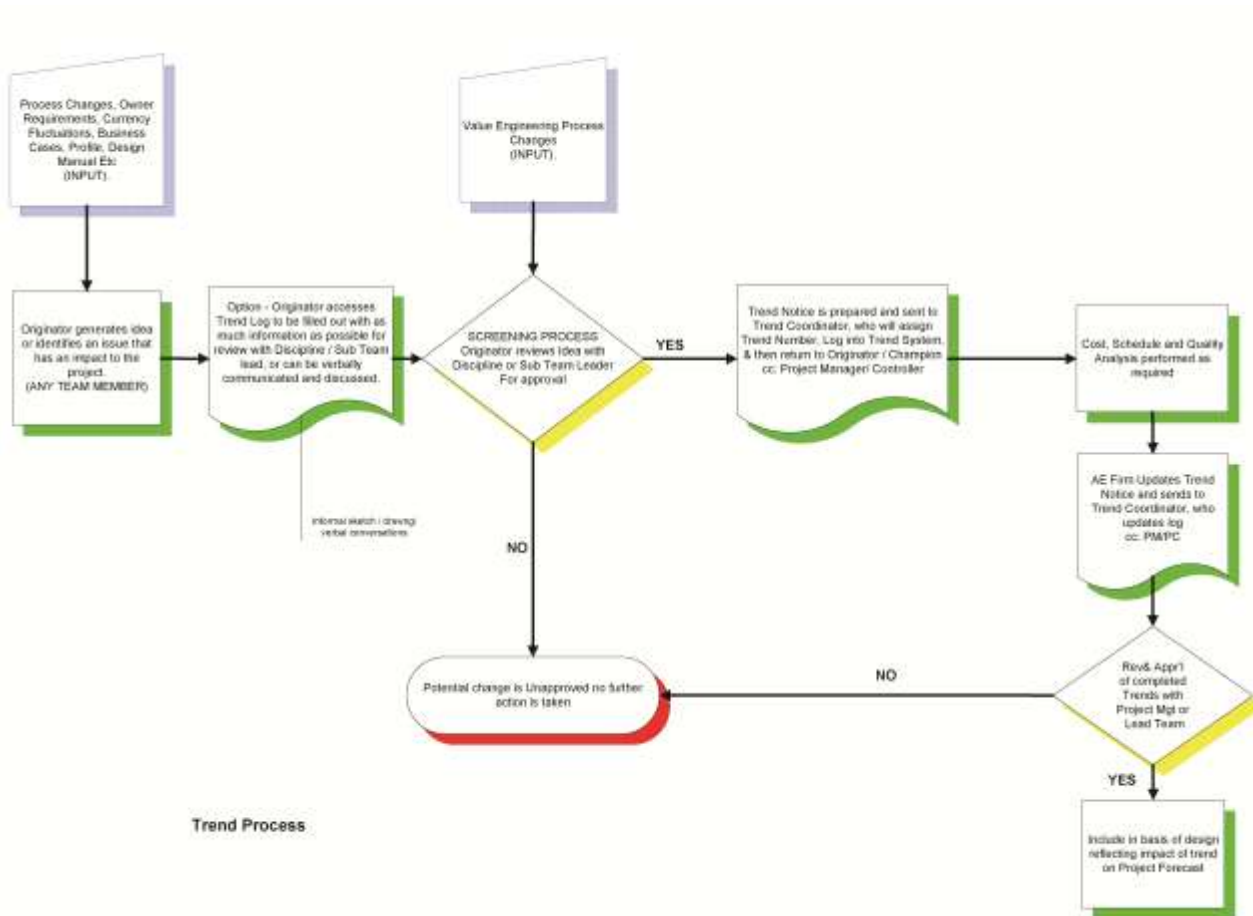 Process Changes, Owner
Requirements, Currency
Fluctuations, Business
Cases, Profile, Design
Manual Etc
(INPUT).
Value Engineering Process
Changes
(INPUT).
Originator generates idea
or identifies an issue that
has an impact to the
project.
(ANY TEAM MEMBER)
Option - Originator accesses
Trend Log to be filled out with as
much information as possible for
review with Discipline / Sub Team
lead, or can be verbally
communicated and discussed.
SCREENING PROCESS
Originator reviews Idea with
Discipline or Sub Team Leader
For approval
YES
Trend Notice is prepared and sent to
Trend Coordinator, who will assign
Trend Number, Log into Trend System,
& then return to Originator / Champion
cc: Project Manager/ Controller
Cost, Schedule and Quality
Analysis performed as
required
AE Firm Updates Trend
Notice and sends to
Trend Coordinator, who
updates log
cc: PM/PC
informal sketch / drawing/
verbal conversations
NO
Rev& Appr'l
of completed
Trends with
Project Mgt or
Lead Team
NO
Potential change is Unapproved no further
action is taken
YES
Trend Process
Include in basis of design
reflecting impact of trend
on Project Forecast